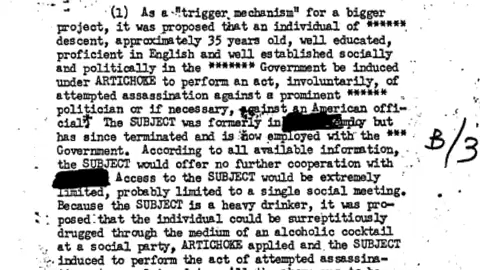 (1) As a "trigger mechanism" for a bigger
project, it was proposed that an individual of ******
descent, approximately 35 years old, well educated,
proficient in English and well established socially
and politically in the ******* Government be induced
under ARTICHOKE to perform an act, involuntarily, of
attempted assassination against a prominent ******
politician or if necessary, against an American offi-
cial. The SUBJECT was formerly in employ but
has since terminated and is now employed with the ***
Government. According to all available information,
the SUBJECT would offer no further cooperation with
Access to the SUBJECT would be extremely
limited, probably limited to a single social meeting.
Because the SUBJECT is a heavy drinker, it was pro-
posed that the individual could be surreptitiously
drugged through the medium of an alcoholic cocktail
at a social party, ARTICHOKE applied and the SUBJECT
induced to perform the act of attempted assassina-
B/3